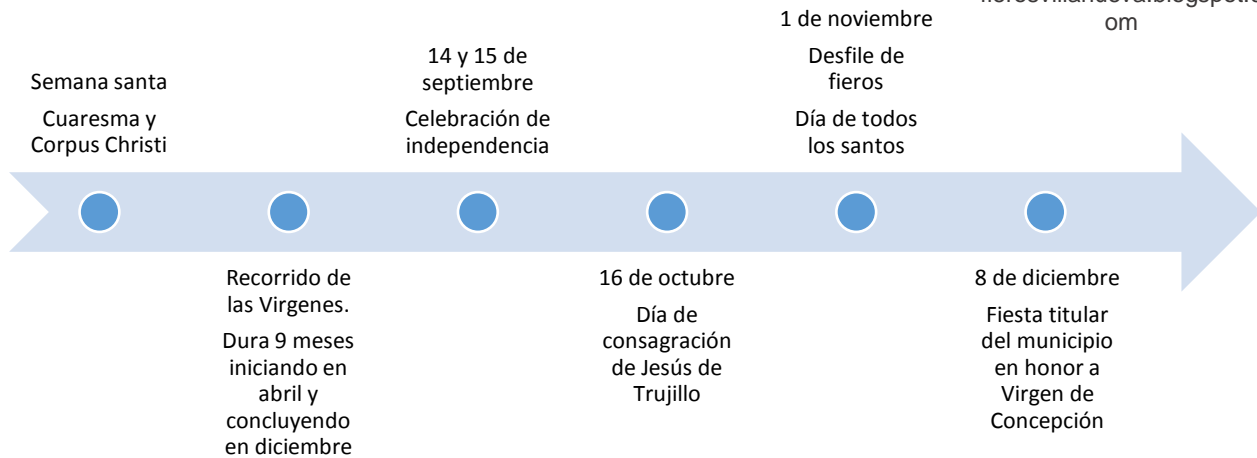 om
Semana santa
Cuaresma y
Corpus Christi
Recorrido de
las Virgenes.
Dura 9 meses
iniciando en
abril y
concluyendo
en diciembre
14 y 15 de
septiembre
Celebración de
independencia
16 de octubre
Día de
consagración
de Jesús de
Trujillo
1 de noviembre
Desfile de
fieros
Día de todos
los santos
8 de diciembre
Fiesta titular
del municipio
en honor a
Virgen de
Concepción